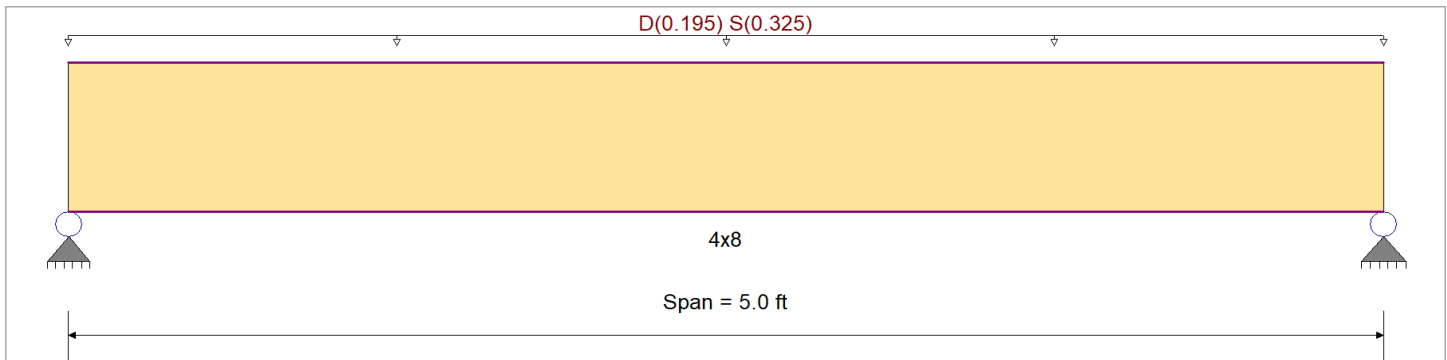 D(0.195) S(0.325)
4x8
Span = 5.0 ft